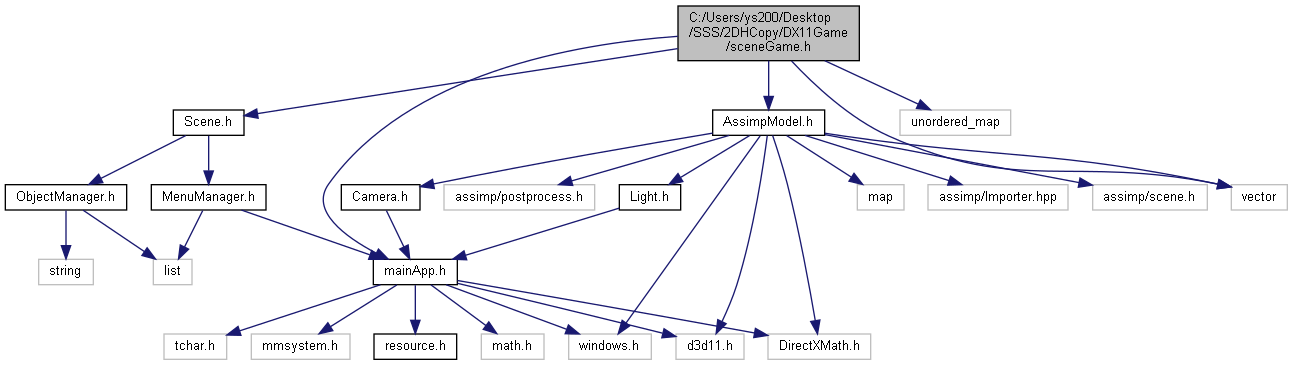 C:/Users/ys200/Desktop
/SSS/2DHCopy/DX11Game
/sceneGame.h
Scene.h
AssimpModel.h
unordered_map
ObjectManager.h
MenuManager.h
Camera.h
assimp/postprocess.h
Light.h
map
assimp/Importer.hpp
assimp/scene.h
vector
string
list
mainApp.h
tchar.h
mmsystem.h
resource.h
math.h
windows.h
d3d11.h
DirectXMath.h